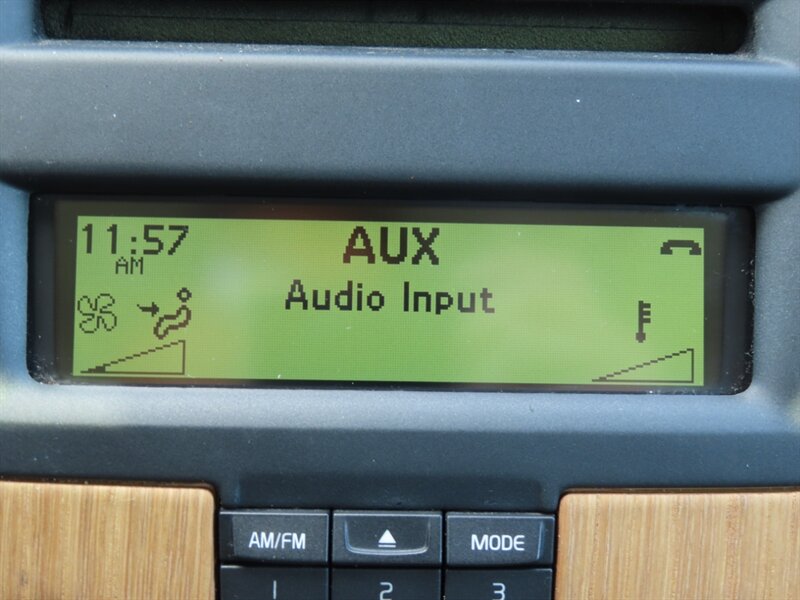 11:57 AUX
AM
Audio Input
AM/FM MODE
1 2 3